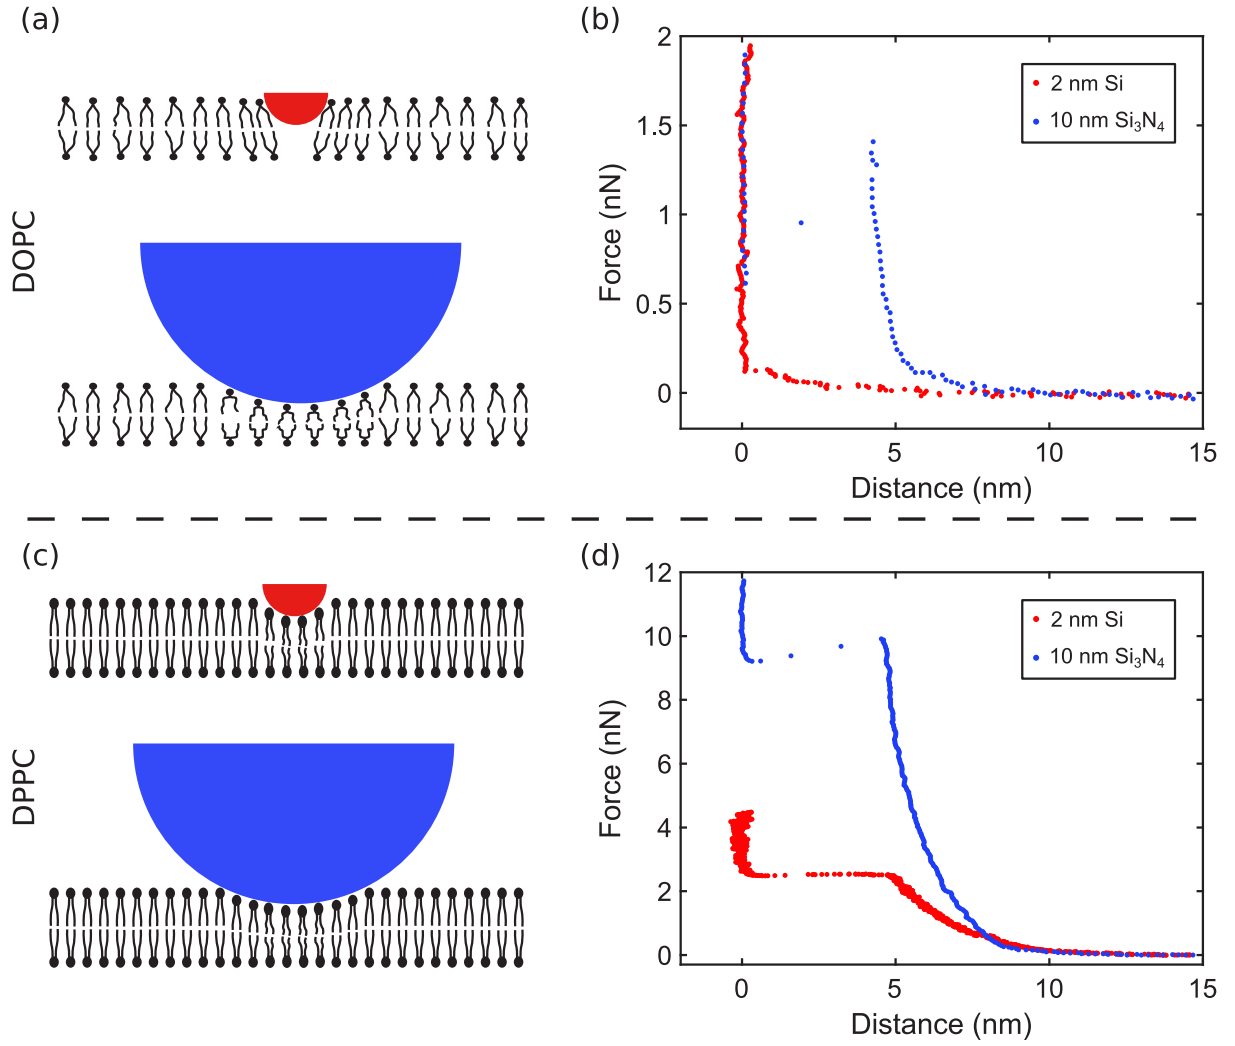 (a)
DOPC
(b)
2
1.5
1
0.5
0
Force (nN)
2 nm Si
10 nm Si₃N₄
0
5
10
15
Distance (nm)
(c)
DPPC
(d)
12
10
8
6
4
2
0
Force (nN)
2 nm Si
10 nm Si₃N₄
0
5
10
15
Distance (nm)